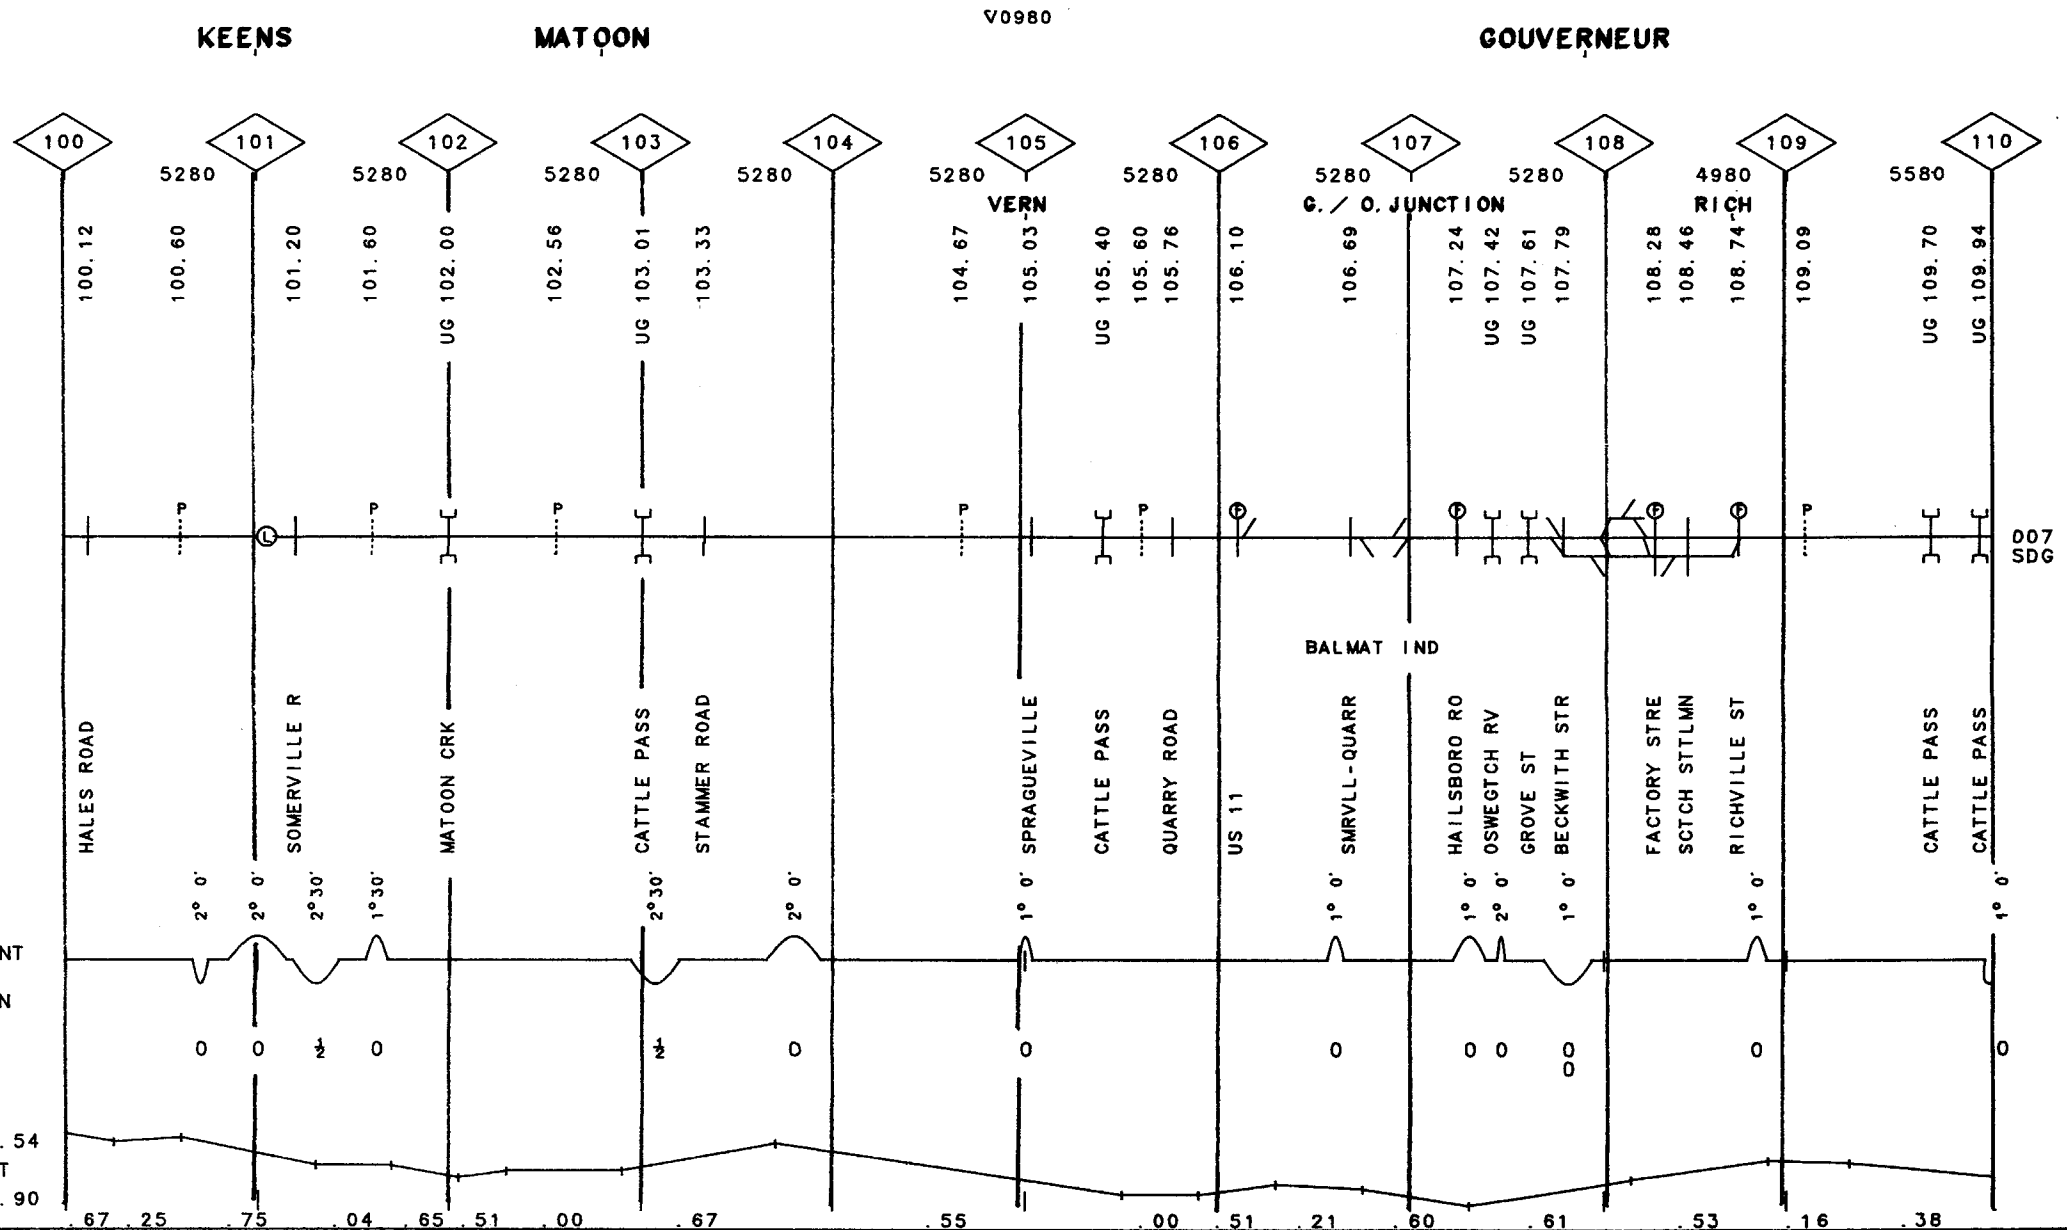 V0980
KEENS MATOON GOUVERNEUR
100 101 102 103 104 105 106 107 108 109 110
5280 5280 5280 5280 5280 5280 5280 5280 4980 5580
VERN G. / O. JUNCTION RICH
100.12
100.60
101.20
101.60
UG 102.00
102.56
UG 103.01
103.33
104.67
105.03
UG 105.40
105.60
105.76
106.10
106.69
107.24
UG 107.42
UG 107.61
107.79
108.28
108.46
108.74
109.09
UG 109.70
UG 109.94
P P P P P P P P P P
L
007
SDG
BALMAT IND
HALES ROAD
SOMERVILLE R
MATOON CRK
CATTLE PASS
STAMMER ROAD
SPRAGUEVILLE
CATTLE PASS
QUARRY ROAD
US 11
SMRVLL-QUARR
HAILSBORO RO
OSWEGTCH RV
GROVE ST
BECKWITH STR
FACTORY STRE
SCTCH STTLMN
RICHVILLE ST
CATTLE PASS
CATTLE PASS
2° 0' 2° 0' 2°30' 1°30' 2°30' 2° 0' 1° 0' 1° 0' 1° 0' 2° 0' 1° 0' 1° 0' 1° 0'
NT
N
0 0 ½ 0 ½ 0 0 0 0 0 0 0 0
0
.54
T
.90
.67 .25 .75 .04 .65 .51 .00 .67 .55 .00 .51 .21 .60 .61 .53 .16 .38